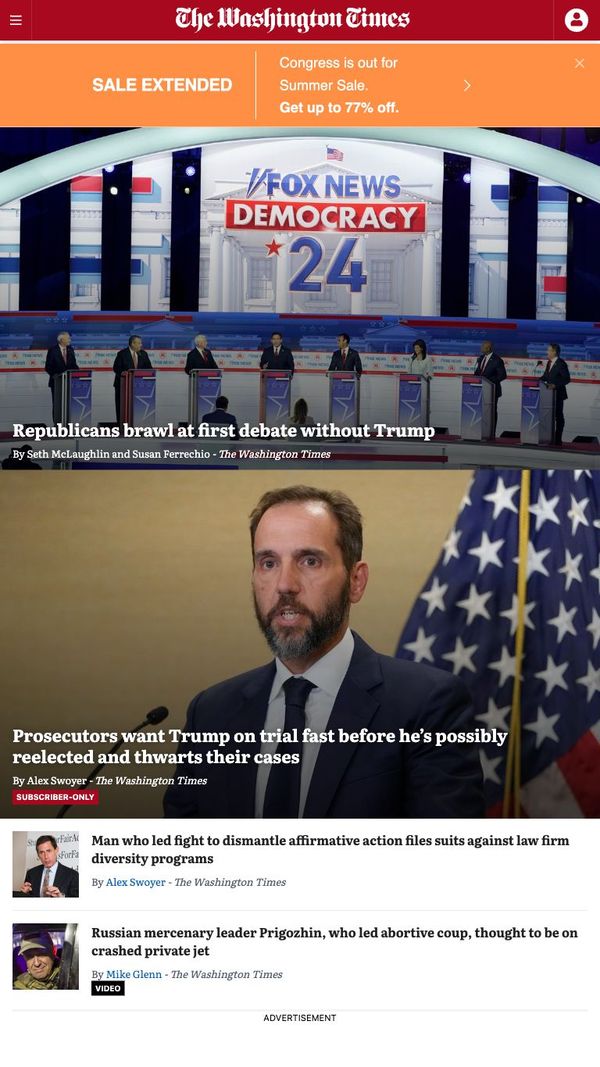 The Washington Times
SALE EXTENDED
Congress is out for
Summer Sale.
Get up to 77% off.
FOX NEWS
DEMOCRACY
'24
Republicans brawl at first debate without Trump
By Seth McLaughlin and Susan Ferrechio - The Washington Times
Prosecutors want Trump on trial fast before he's possibly
reelected and thwarts their cases
By Alex Swoyer - The Washington Times
SUBSCRIBER-ONLY
Man who led fight to dismantle affirmative action files suits against law firm
diversity programs
By Alex Swoyer - The Washington Times
Russian mercenary leader Prigozhin, who led abortive coup, thought to be on
crashed private jet
By Mike Glenn - The Washington Times
VIDEO
ADVERTISEMENT